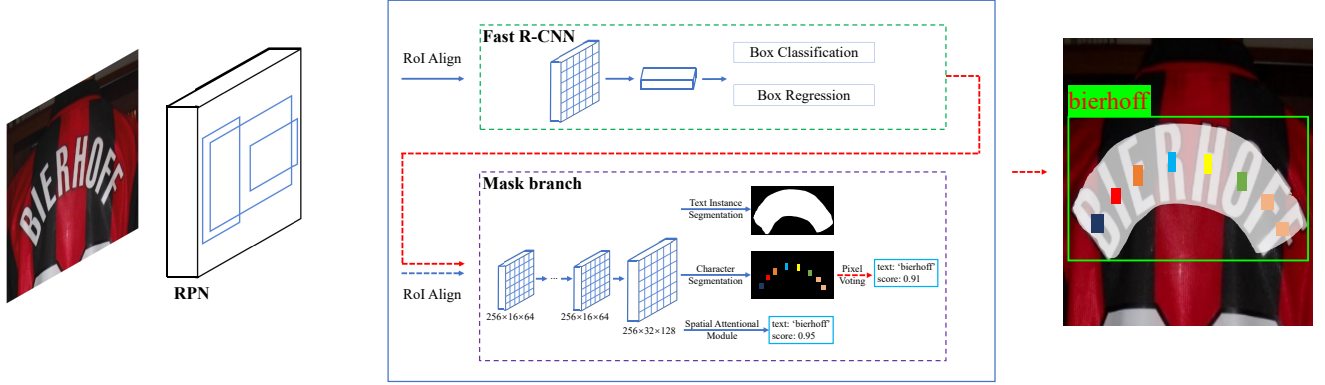 BIERHOFF
RPN
RoI Align
Fast R-CNN
Box Classification
Box Regression
Mask branch
RoI Align
256×16×64
...
256×16×64
256×32×128
Text Instance
Segmentation
Character
Segmentation
Pixel
Voting
text: 'bierhoff'
score: 0.91
Spatial Attentional
Module
text: 'bierhoff'
score: 0.95
bierhoff
BIERHOFF